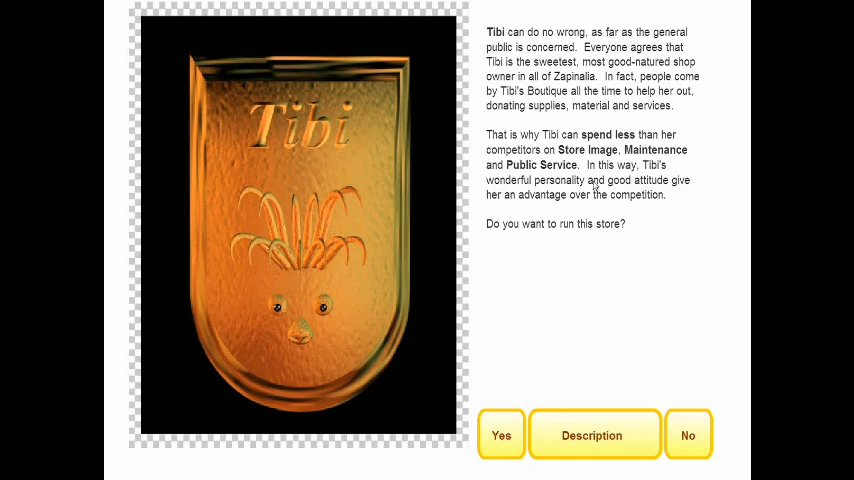 Tibi
Tibi can do no wrong, as far as the general
public is concerned. Everyone agrees that
Tibi is the sweetest, most good-natured shop
owner in all of Zapinalia. In fact, people come
by Tibi's Boutique all the time to help her out,
donating supplies, material and services.
That is why Tibi can spend less than her
competitors on Store Image, Maintenance
and Public Service. In this way, Tibi's
wonderful personality and good attitude give
her an advantage over the competition.
Do you want to run this store?
Yes
Description
No